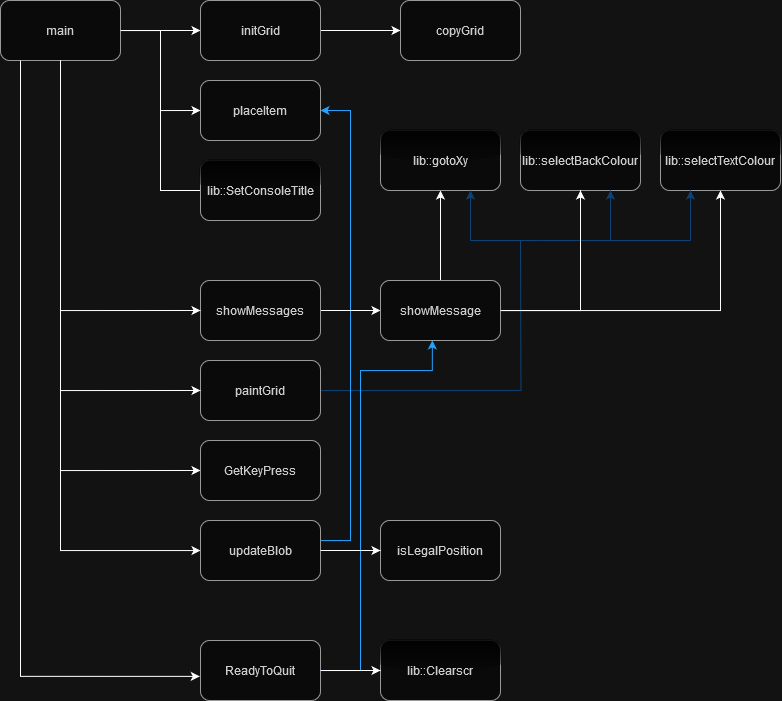 main
initGrid
copyGrid
placeItem
lib::gotoXy
lib::selectBackColour
lib::selectTextColour
lib::SetConsoleTitle
showMessages
showMessage
paintGrid
GetKeyPress
updateBlob
isLegalPosition
ReadyToQuit
lib::Clearscr